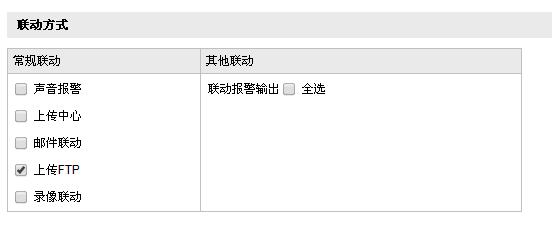 联动方式
常规联动 其他联动
声音报警 联动报警输出 全选
上传中心
邮件联动
上传FTP
录像联动